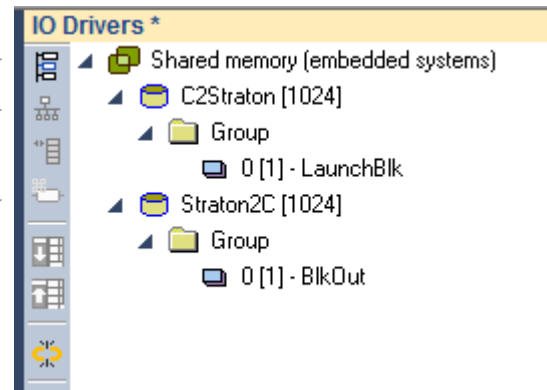 IO Drivers *
Shared memory (embedded systems)
C2Straton [1024]
Group
0 [1] - LaunchBlk
Straton2C [1024]
Group
0 [1] - BlkOut